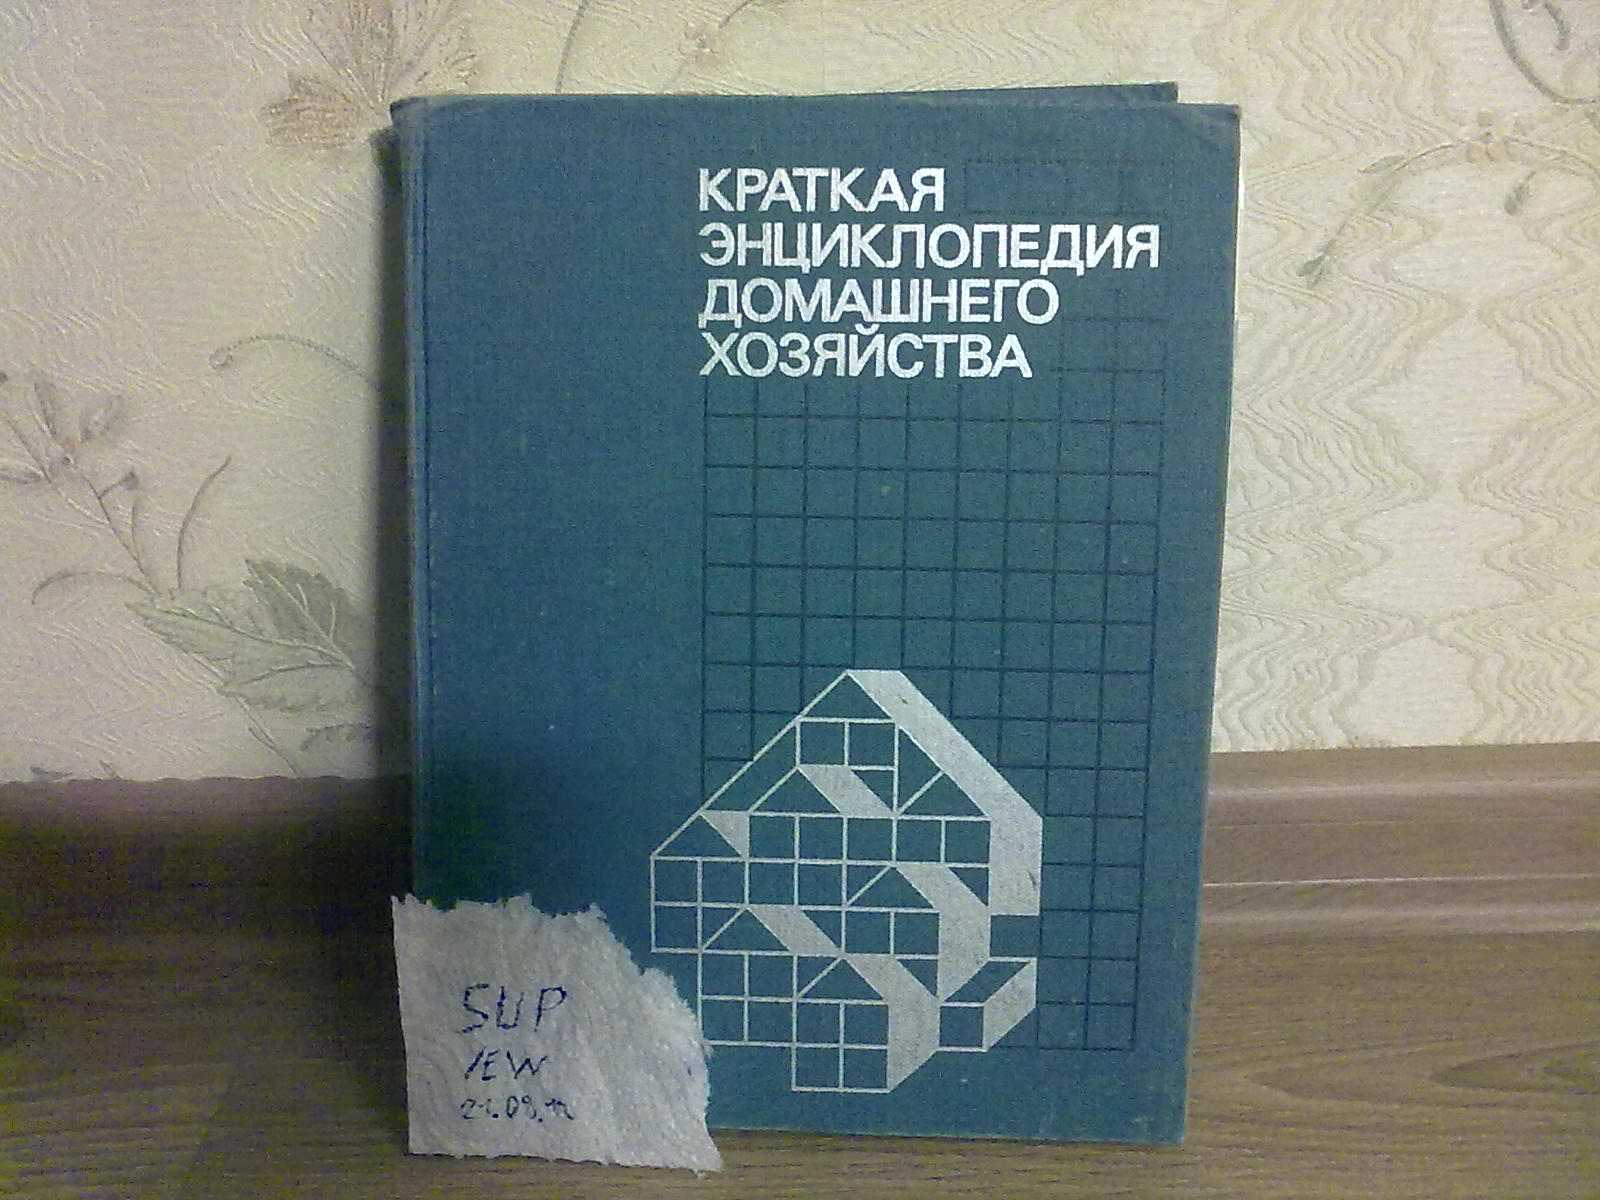 КРАТКАЯ
ЭНЦИКЛОПЕДИЯ
ДОМАШНЕГО
ХОЗЯЙСТВА
SUP
/EW